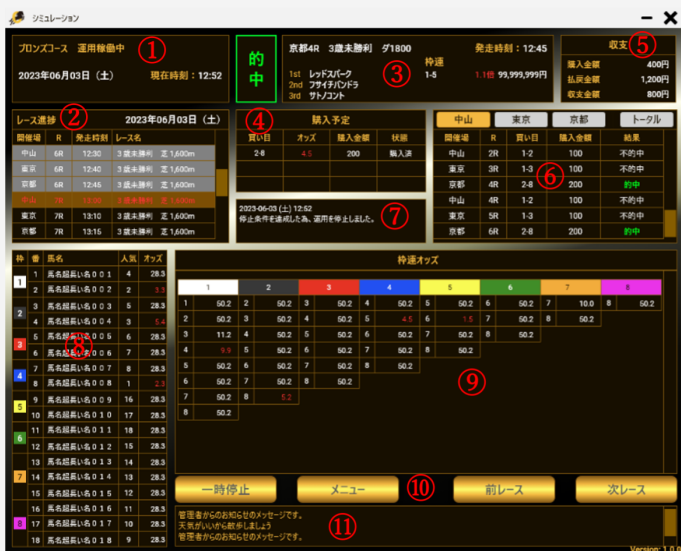 シミュレーション
ブロンズコース 運用稼働中 ①
2023年06月03日（土） 現在時刻：12:52
的中
京都4R 3歳未勝利 ダ1800 発走時刻：12:45
③
枠連
1st レッドスパーク 1-5 1.1倍 99,999,999円
2nd フサイチパンドラ
3rd サトノコント
収支 ⑤
購入金額 400円
払戻金額 1,200円
収支金額 800円
レース進捗 ② 2023年06月03日（土）
開催場 R 発走時刻 レース名
中山 6R 12:30 3歳未勝利 芝1,600m
東京 6R 12:40 3歳未勝利 芝1,600m
京都 6R 12:45 3歳未勝利 芝1,600m
中山 7R 13:00 3歳未勝利 芝1,600m
東京 7R 13:10 3歳未勝利 芝1,600m
京都 7R 13:15 3歳未勝利 芝1,600m
④ 購入予定
買い目 オッズ 購入金額 状態
2-8 4.5 200 購入済
2023-06-03 (土) 12:52
停止条件を達成した為、運用を停止しました。
⑦
中山 東京 京都 トータル
開催場 R 買い目 購入金額 結果
中山 2R 1-2 100 不的中
東京 3R 1-3 100 不的中
京都 4R 2-8 200 的中
⑥
中山 4R 1-2 100 不的中
東京 5R 1-3 100 不的中
京都 6R 2-8 200 的中
枠 番 馬名 人気 オッズ
1 1 馬名超長い名001 4 28.3
2 馬名超長い名002 2 3.3
2 3 馬名超長い名003 5 28.3
4 馬名超長い名004 3 5.4
3 5 馬名超長い名005 6 28.3
6 馬名超長い名006 7 28.3
⑧
4 7 馬名超長い名007 8 28.3
8 馬名超長い名008 1 2.3
5 9 馬名超長い名009 16 28.3
10 馬名超長い名010 17 28.3
6 11 馬名超長い名011 18 28.3
12 馬名超長い名012 15 28.3
7 13 馬名超長い名013 14 28.3
14 馬名超長い名014 13 28.3
15 馬名超長い名015 12 28.3
8 16 馬名超長い名016 11 28.3
17 馬名超長い名017 10 28.3
18 馬名超長い名018 9 28.3
枠連オッズ
1 2 3 4 5 6 7 8
1 50.2 2 50.2 3 50.2 4 50.2 5 50.2 6 50.2 7 10.0 8 50.2
2 50.2 3 50.2 4 50.2 5 4.5 6 1.5 7 50.2 8 50.2
3 11.2 4 50.2 5 50.2 6 50.2 7 50.2 8 50.2
4 9.9 5 50.2 6 50.2 7 50.2 8 50.2
5 50.2 6 50.2 7 50.2 8 50.2
6 50.2 7 50.2 8 50.2
7 50.2 8 5.2
8 50.2
⑨
一時停止 メニュー ⑩ 前レース 次レース
管理者からのお知らせのメッセージです。
天気がいいから散歩しましょう
管理者からのお知らせのメッセージです。
⑪
Version: 1.0.0